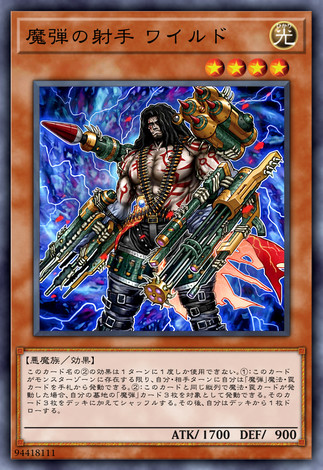 魔弾の射手 ワイルド
光
【悪魔族／効果】
このカード名の②の効果は１ターンに１度しか使用できない。①：このカード
がモンスターゾーンに存在する限り、自分・相手ターンに自分は「魔弾」魔法・罠
カードを手札から発動できる。②：このカードと同じ縦列で魔法・罠カードが発
動した場合、自分の墓地の「魔弾」カード３枚を対象として発動できる。そのカ
ード３枚をデッキに加えてシャッフルする。その後、自分はデッキから１枚ド
ローする。
ATK/ 1700 DEF/ 900
94418111